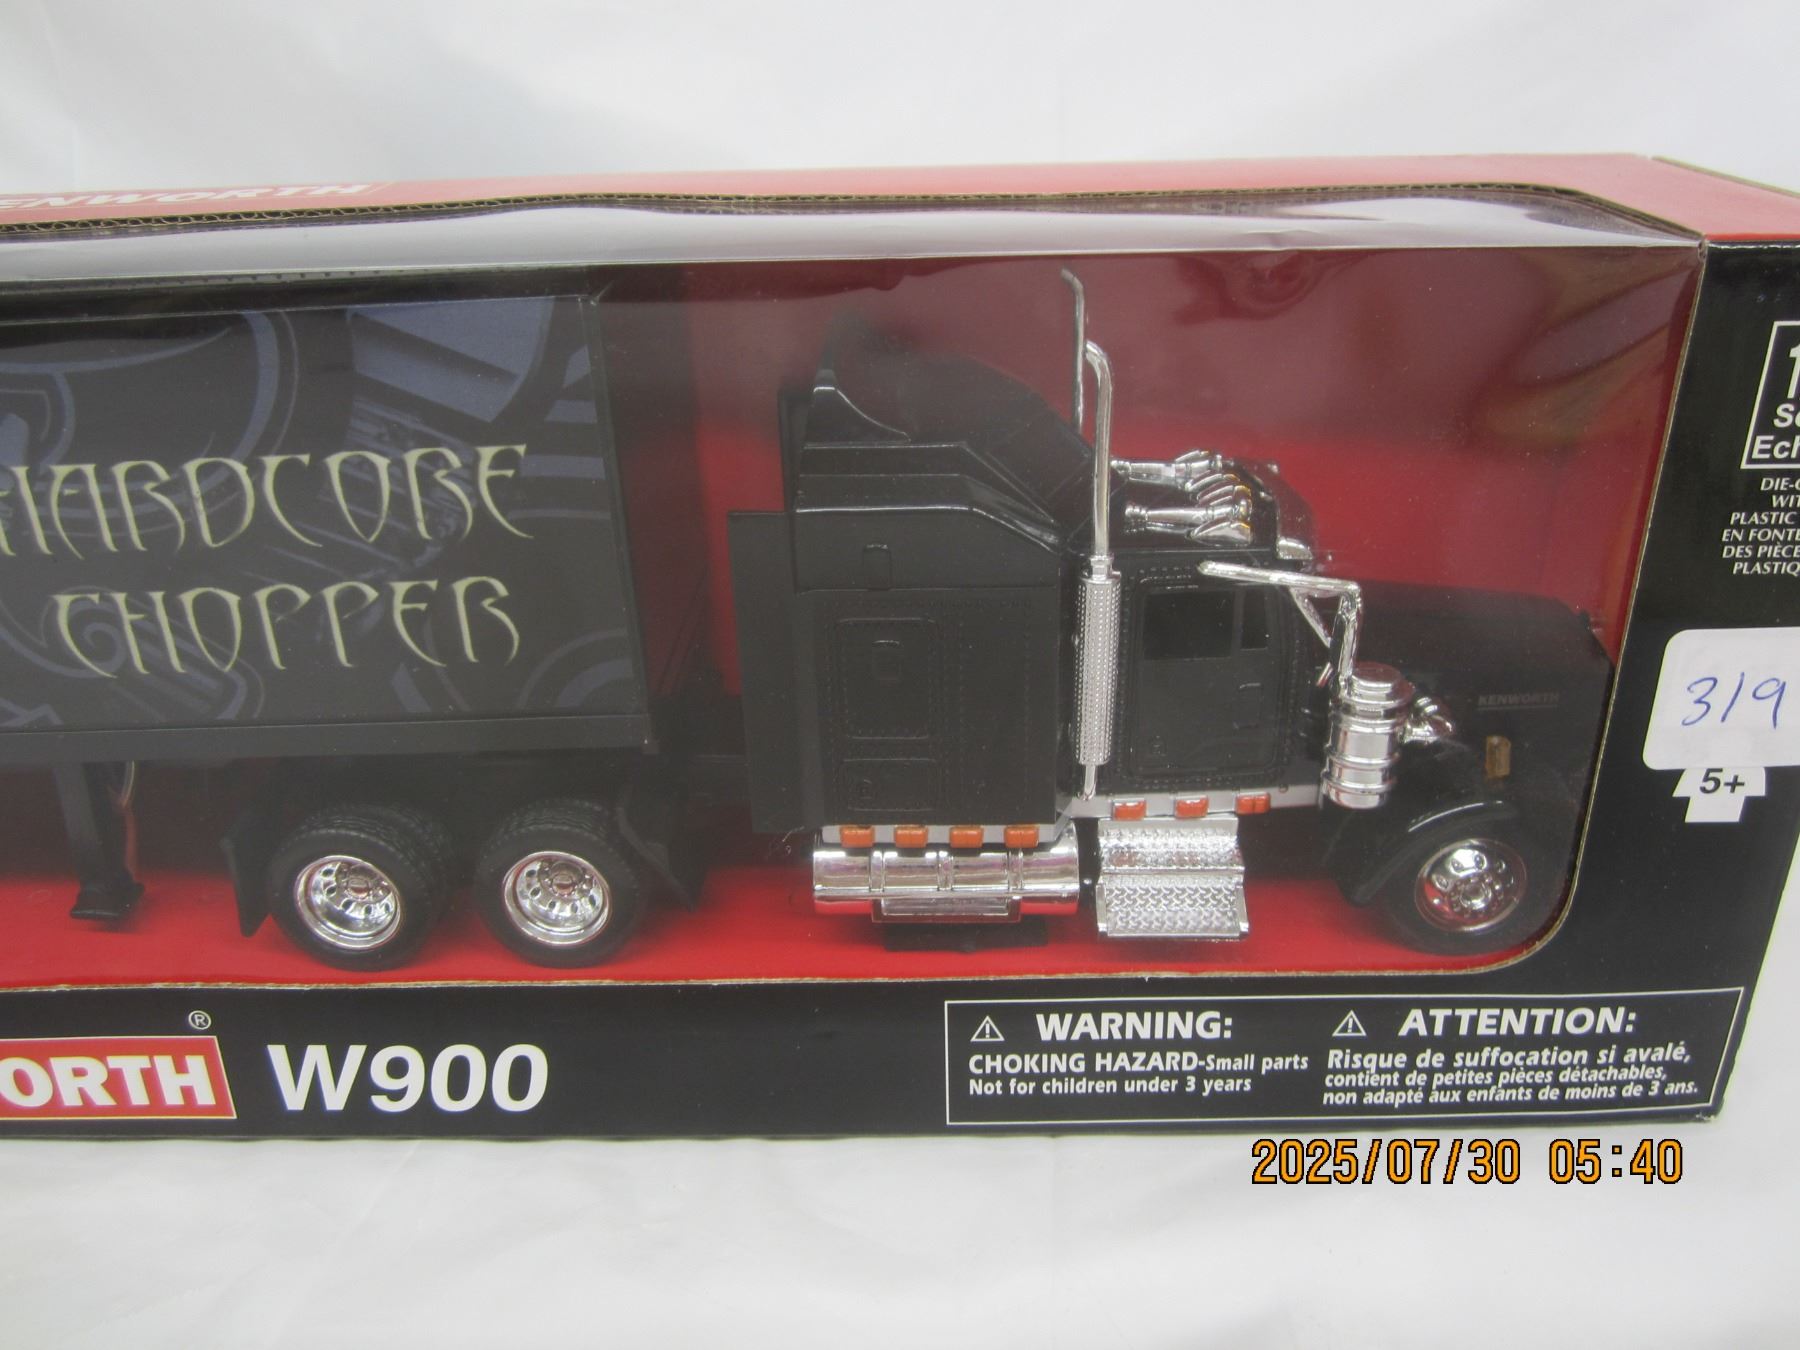 HARDCORE
CHOPPER
KENWORTH
PLASTIC
319
5+
®
W900
WARNING:
CHOKING HAZARD-Small parts
Not for children under 3 years
ATTENTION:
Risque de suffocation si avalé,
contient de petites pièces détachables,
non adapté aux enfants de moins de 3 ans.
2025/07/30 05:40